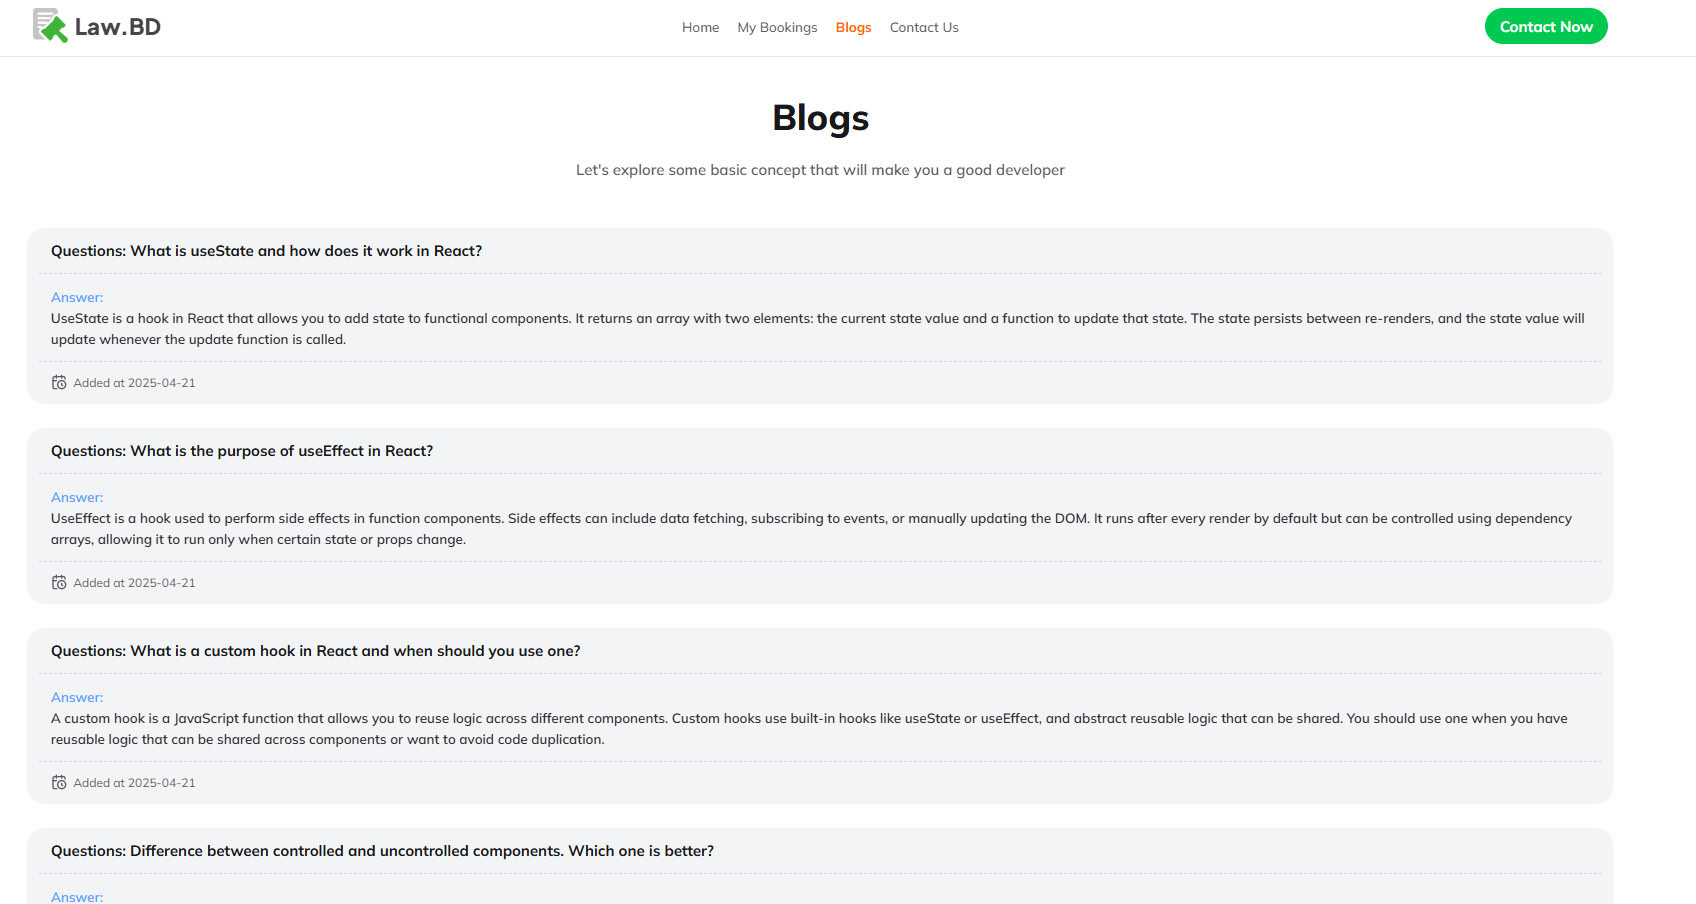 Law.BD
Home
My Bookings
Blogs
Contact Us
Contact Now
Blogs
Let's explore some basic concept that will make you a good developer
Questions: What is useState and how does it work in React?
Answer:
UseState is a hook in React that allows you to add state to functional components. It returns an array with two elements: the current state value and a function to update that state. The state persists between re-renders, and the state value will
update whenever the update function is called.
Added at 2025-04-21
Questions: What is the purpose of useEffect in React?
Answer:
UseEffect is a hook used to perform side effects in function components. Side effects can include data fetching, subscribing to events, or manually updating the DOM. It runs after every render by default but can be controlled using dependency
arrays, allowing it to run only when certain state or props change.
Added at 2025-04-21
Questions: What is a custom hook in React and when should you use one?
Answer:
A custom hook is a JavaScript function that allows you to reuse logic across different components. Custom hooks use built-in hooks like useState or useEffect, and abstract reusable logic that can be shared. You should use one when you have
reusable logic that can be shared across components or want to avoid code duplication.
Added at 2025-04-21
Questions: Difference between controlled and uncontrolled components. Which one is better?
Answer: